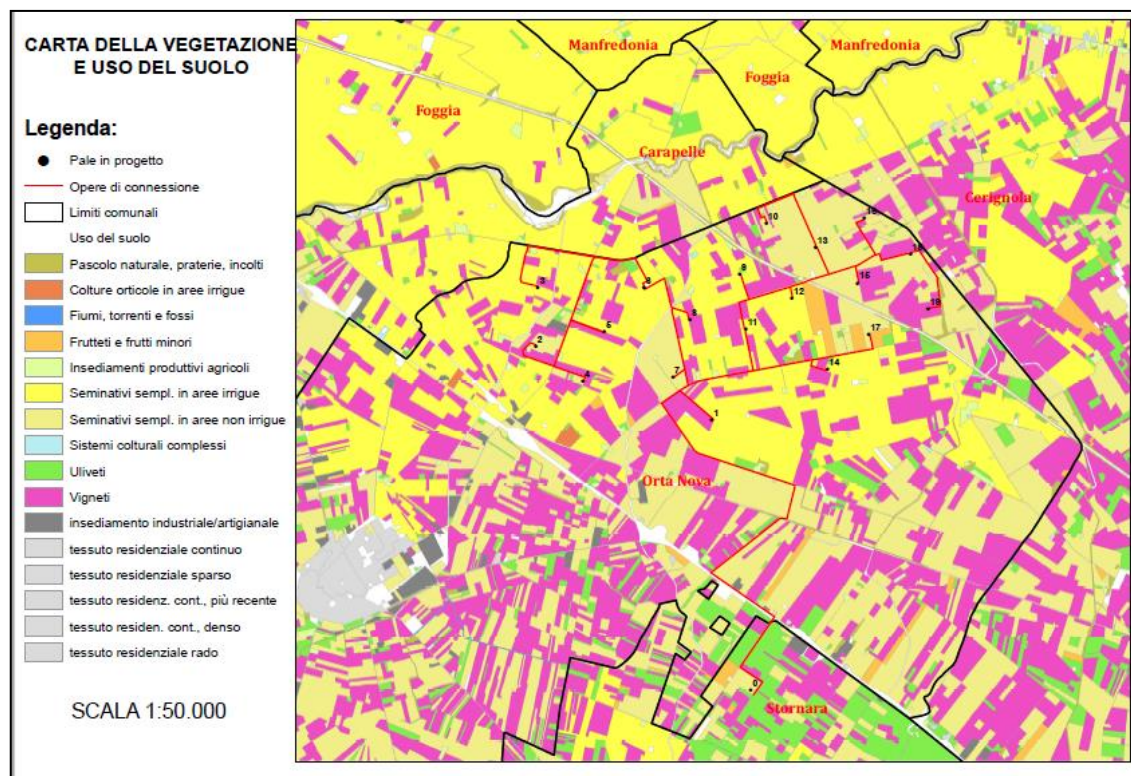 CARTA DELLA VEGETAZIONE
E USO DEL SUOLO
Legenda:
Pale in progetto
Opere di connessione
Limiti comunali
Uso del suolo
Pascolo naturale, praterie, incolti
Colture orticole in aree irrigue
Fiumi, torrenti e fossi
Frutteti e frutti minori
Insediamenti produttivi agricoli
Seminativi sempl. in aree irrigue
Seminativi sempl. in aree non irrigue
Sistemi colturali complessi
Uliveti
Vigneti
insediamento industriale/artigianale
tessuto residenziale continuo
tessuto residenziale sparso
tessuto residenz. cont., più recente
tessuto residen. cont., denso
tessuto residenziale rado
SCALA 1:50.000
Manfredonia
Manfredonia
Foggia
Foggia
Carapelle
Cerignola
10
13
9
3
12
15
19
8
5
11
17
2
14
7
4
1
Orta Nova
0
Stornara